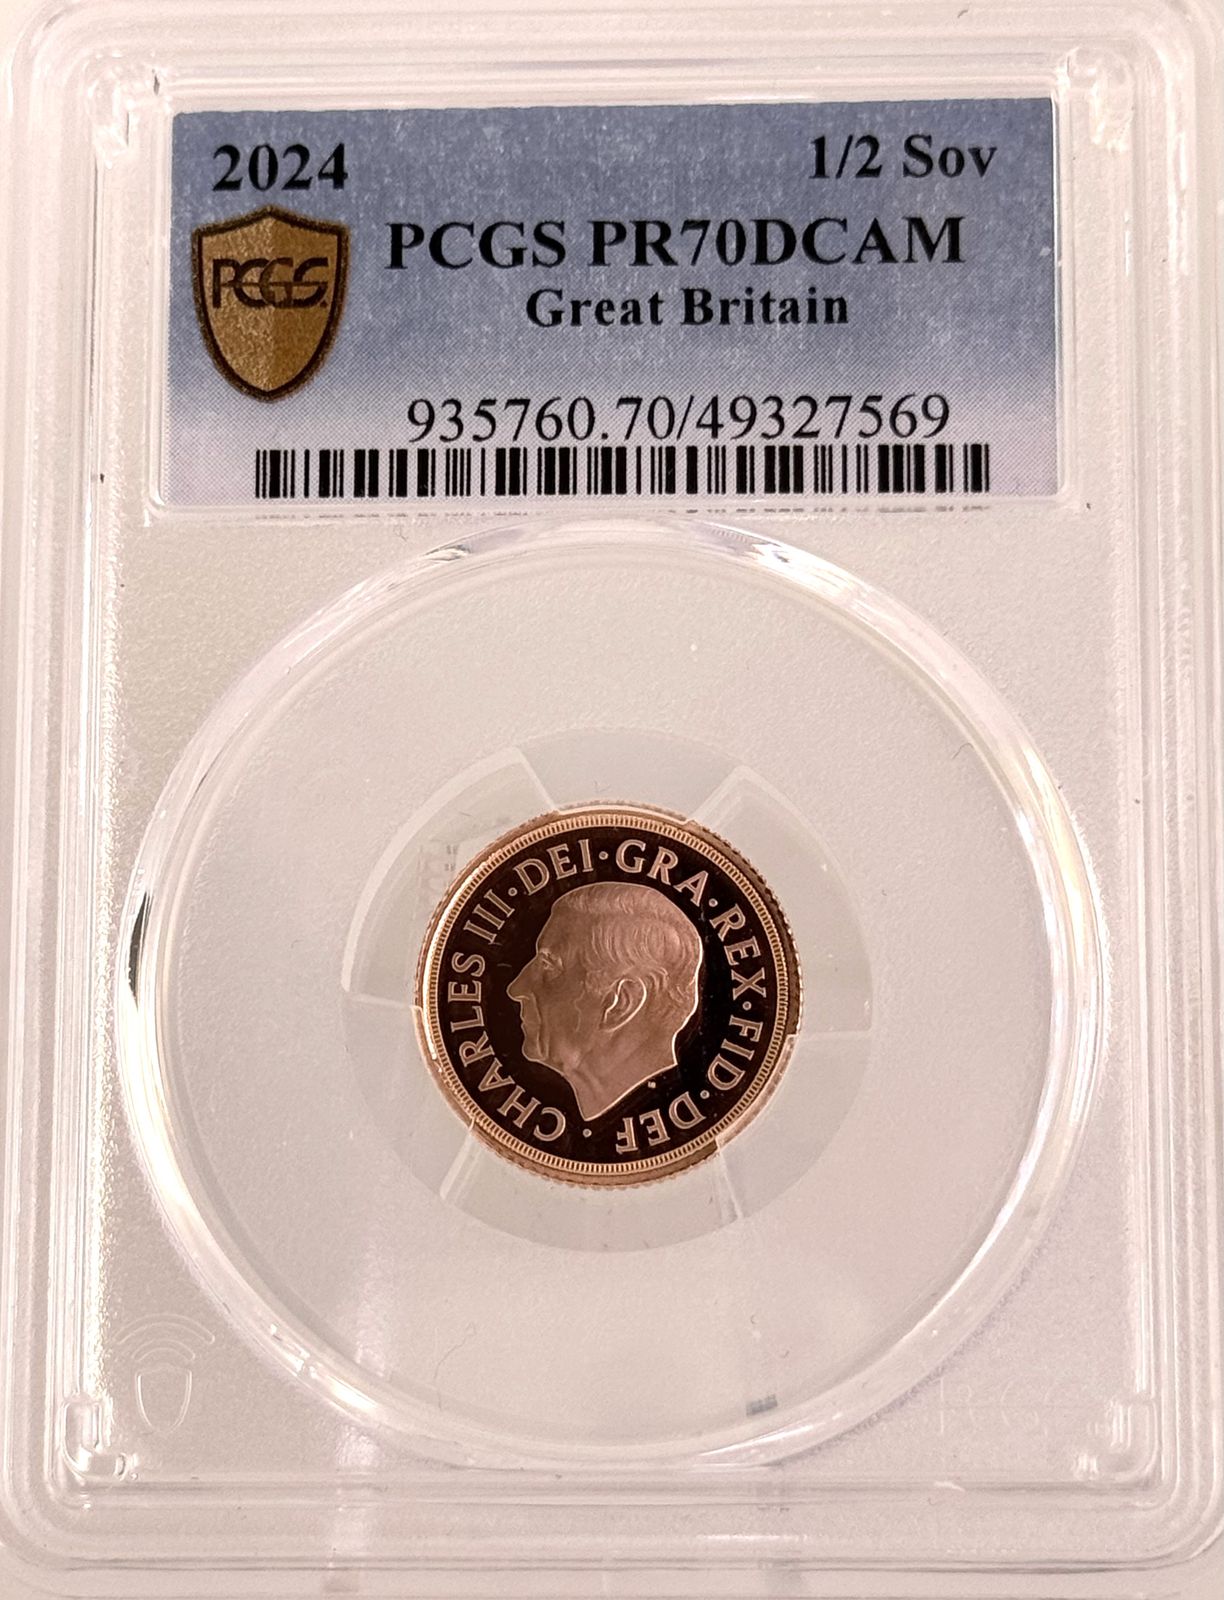 2024
1/2 Sov
PCGS PR70DCAM
Great Britain
PCGS
935760.70/49327569
CHARLES III · DEI · GRA · REX · FID · DEF ·
PCGS